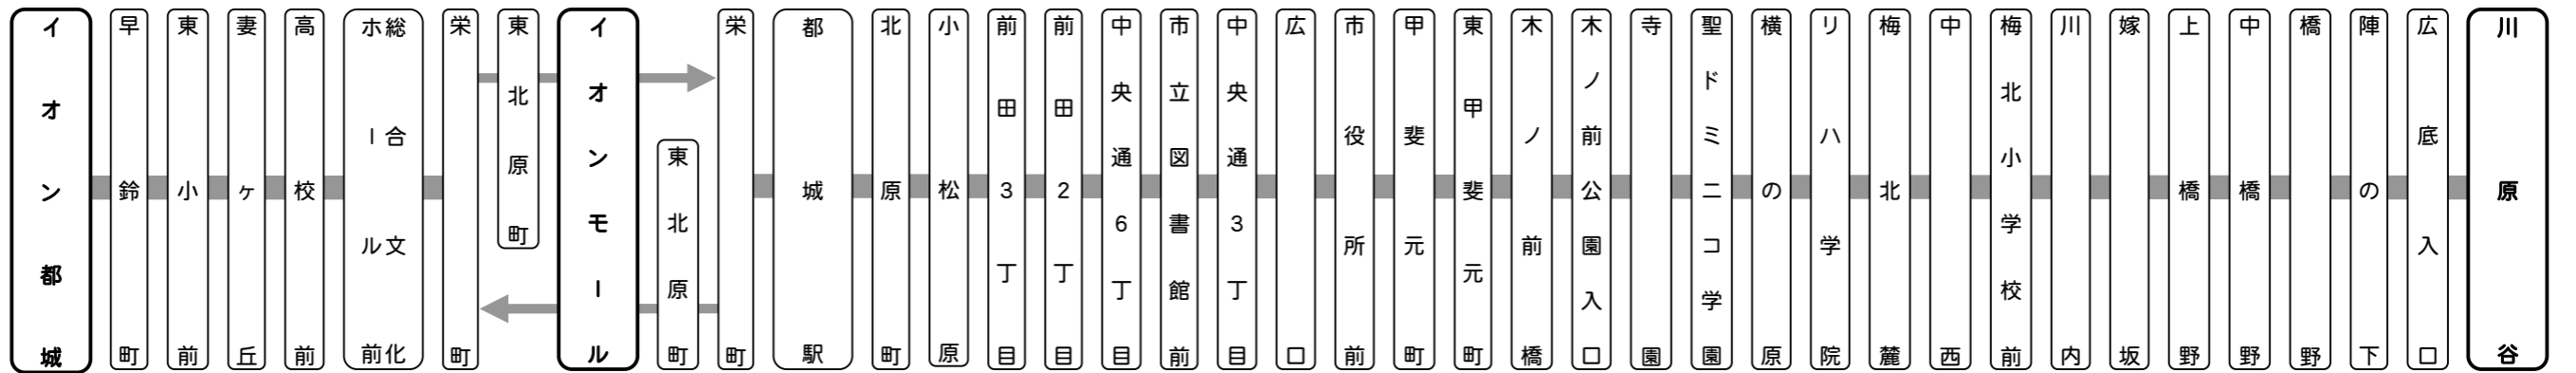 イオン都城
早鈴町
東小前
妻ヶ丘
高校前
総合文化
ホール前
栄町
東北原町
イオンモール
東北原町
栄町
都城駅
北原町
小松原
前田3丁目
前田2丁目
中央通6丁目
市立図書館前
中央通3丁目
広口
市役所前
甲斐元町
東甲斐元町
木ノ前橋
木ノ前公園入口
寺園
聖ドミニコ学園
横の原
リハ学院
梅北麓
中西
梅北小学校前
川内
嫁坂
上橋野
中橋野
橋野
陣の下
広底入口
川原谷